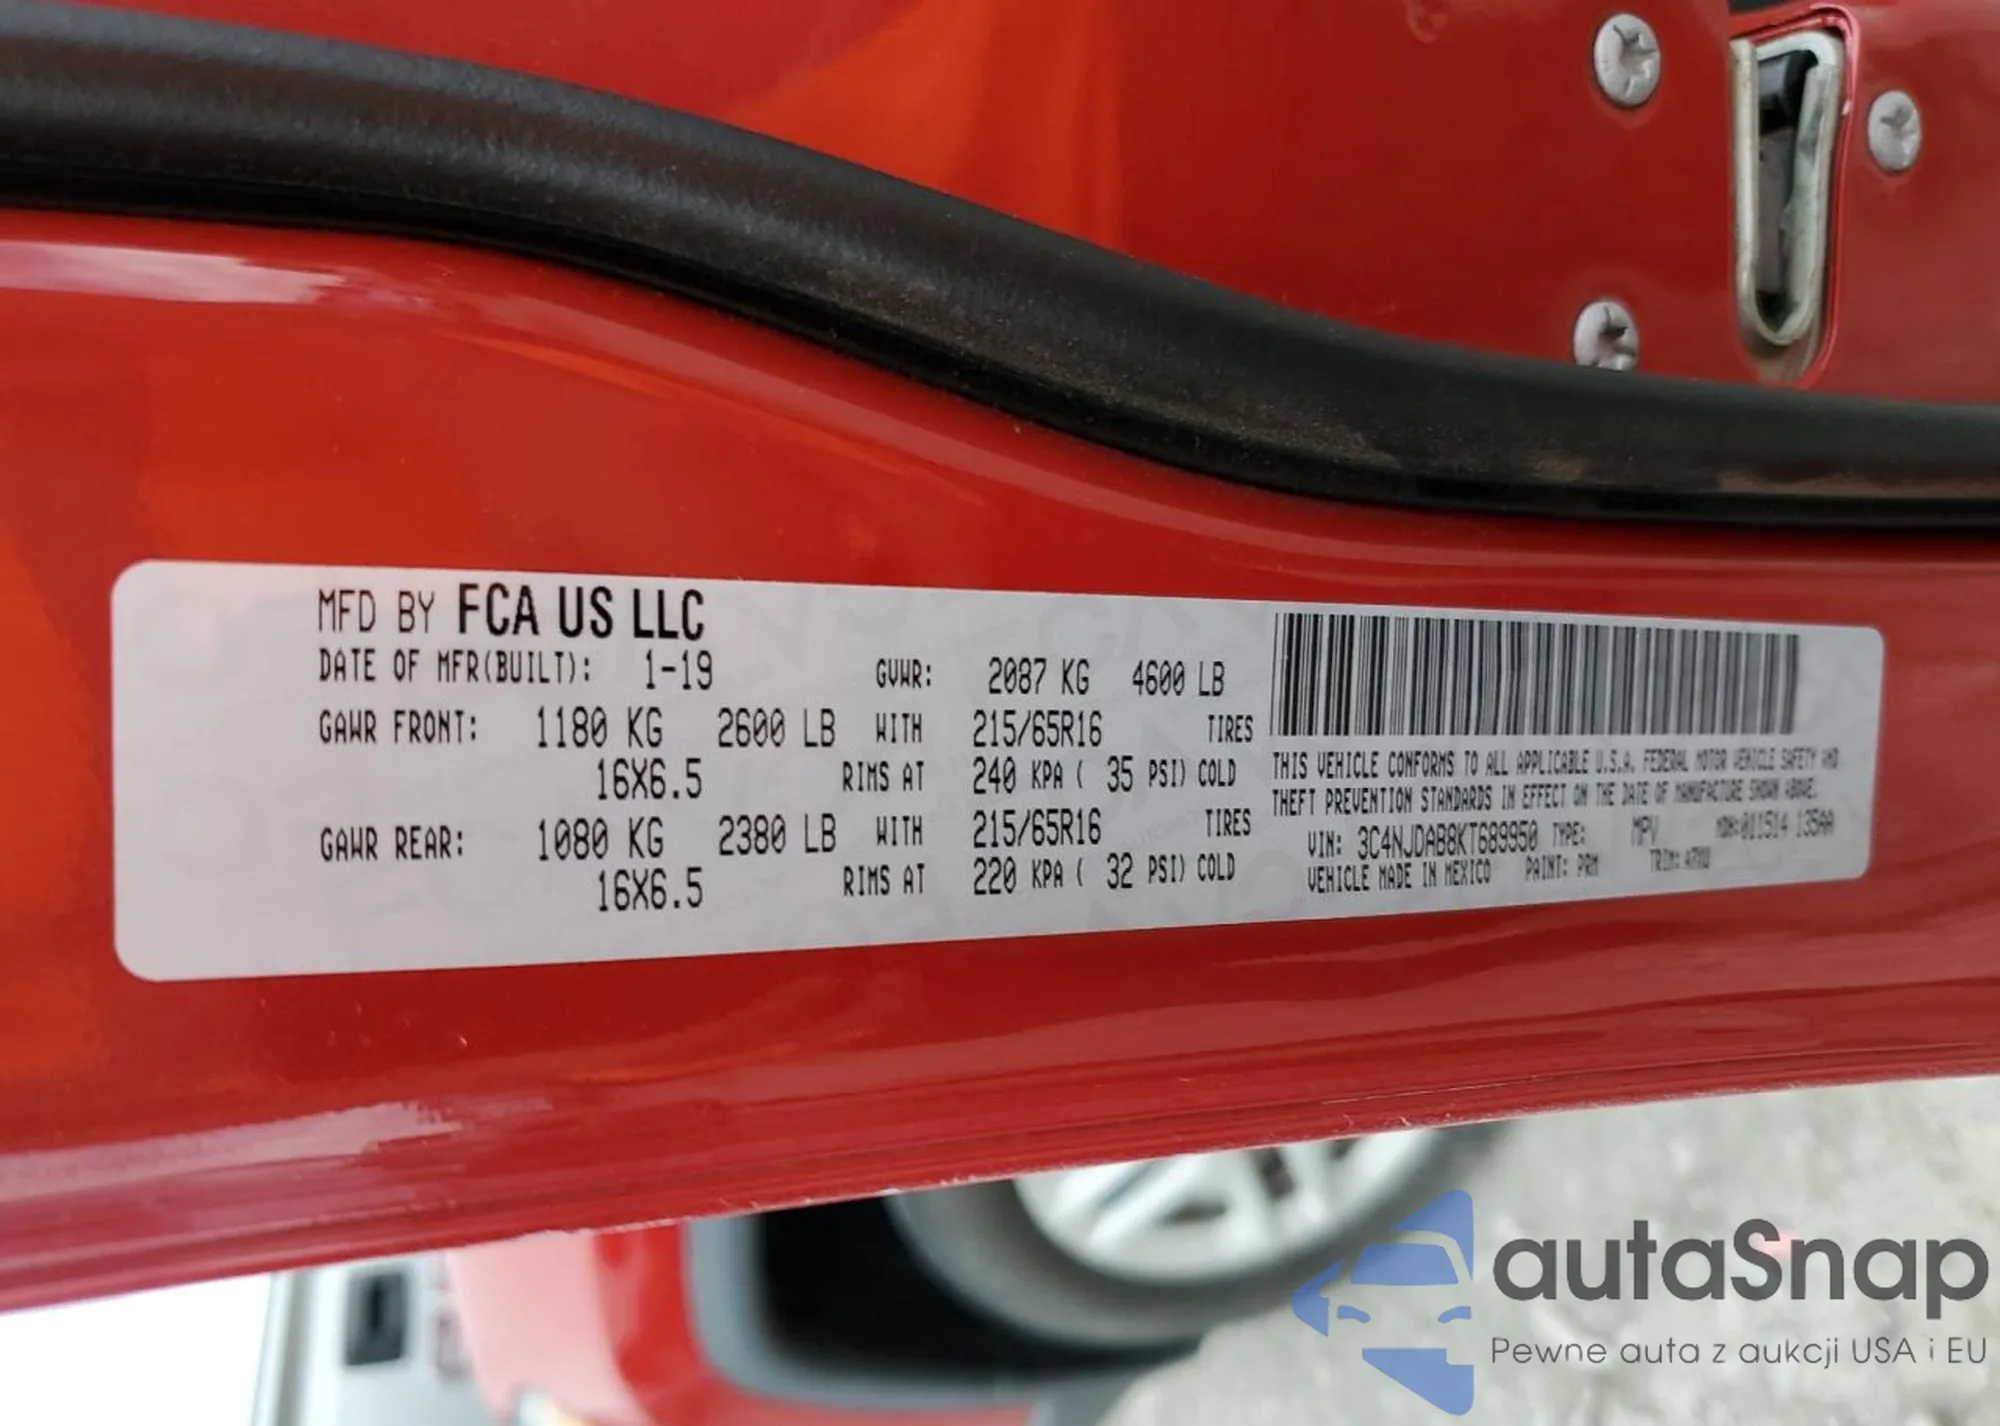 MFD BY FCA US LLC
DATE OF MFR(BUILT): 1-19 GVWR: 2087 KG 4600 LB
GAWR FRONT: 1180 KG 2600 LB WITH 215/65R16 TIRES
16X6.5 RIMS AT 240 KPA ( 35 PSI) COLD
GAWR REAR: 1080 KG 2380 LB WITH 215/65R16 TIRES
16X6.5 RIMS AT 220 KPA ( 32 PSI) COLD
THIS VEHICLE CONFORMS TO ALL APPLICABLE U.S.A. FEDERAL MOTOR VEHICLE SAFETY AND
THEFT PREVENTION STANDARDS IN EFFECT ON THE DATE OF MANUFACTURE SHOWN ABOVE.
VIN: 3C4NJDAB8KT689950 TYPE: MPV MDH:011514 135AA
VEHICLE MADE IN MEXICO PAINT: PRM TRIM:
autaSnap
Pewne auta z aukcji USA i EU